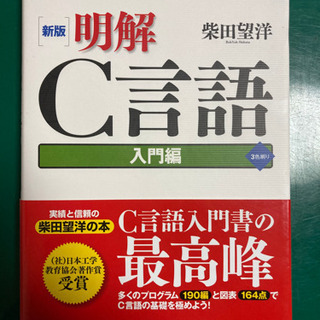 [新版]
明解
柴田望洋
C言語
入門編
3色刷り
実績と信頼の
柴田望洋の本
(社)日本工学
教育協会著作賞
受賞
C言語入門書の
最高峰
多くのプログラム 190編 と図表 164点 で
C言語の基礎を極めよう!